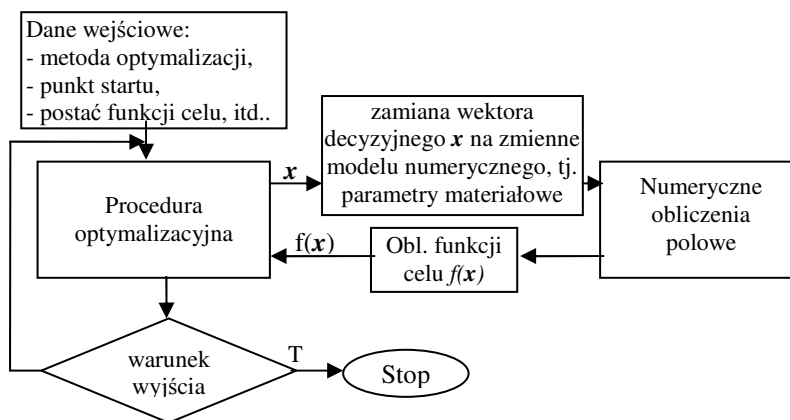 Dane wejściowe:
- metoda optymalizacji,
- punkt startu,
- postać funkcji celu, itd..
zamiana wektora
decyzyjnego x na zmienne
modelu numerycznego, tj.
parametry materiałowe
x
Procedura
optymalizacyjna
Numeryczne
obliczenia
polowe
f(x)
Obl. funkcji
celu f(x)
warunek
wyjścia
T
Stop